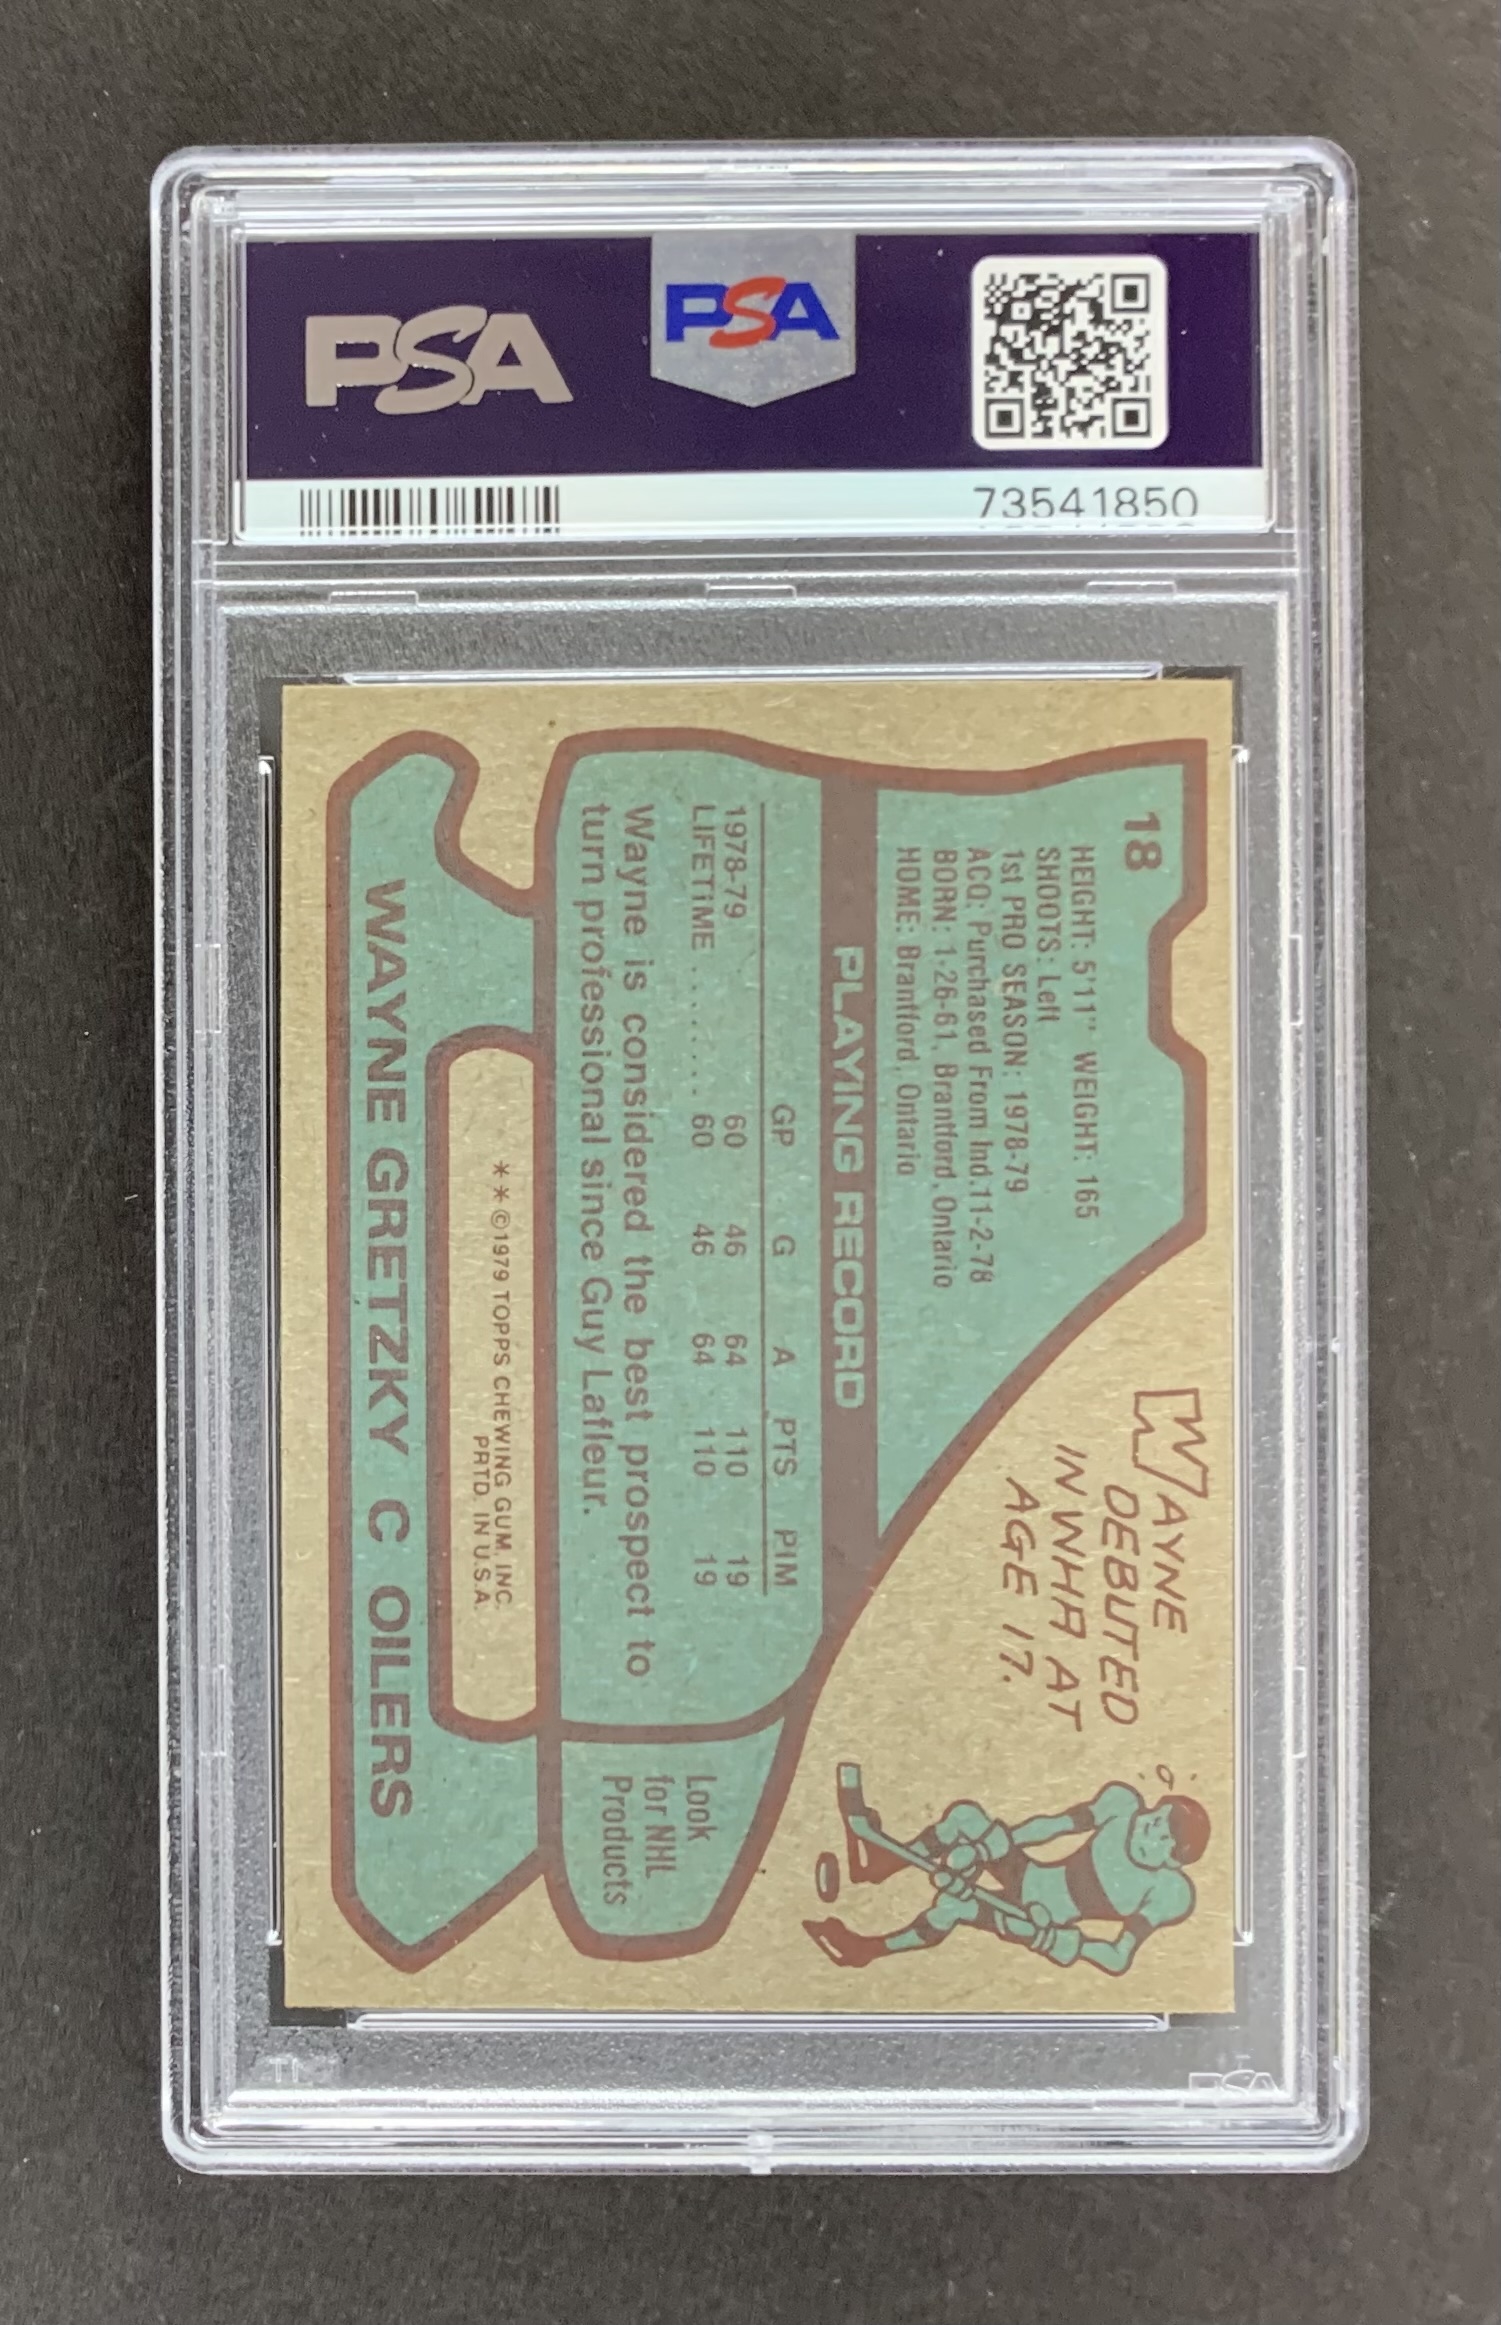 PSA
PSA
73541850
18
HEIGHT: 5'11" WEIGHT: 165
SHOOTS: Left
1st PRO SEASON: 1978-79
ACQ: Purchased From Ind. 11-2-78
BORN: 1-26-61, Brantford, Ontario
HOME: Brantford, Ontario
WAYNE
DEBUTED
IN WHA AT
AGE 17.
PLAYING RECORD
GP G A PTS PIM
1978-79 60 46 64 110 19
LIFETIME ........ 60 46 64 110 19
Wayne is considered the best prospect to
turn professional since Guy Lafleur.
Look
for NHL
Products
**©1979 TOPPS CHEWING GUM, INC.
PRTD. IN U.S.A.
WAYNE GRETZKY C OILERS
PSA